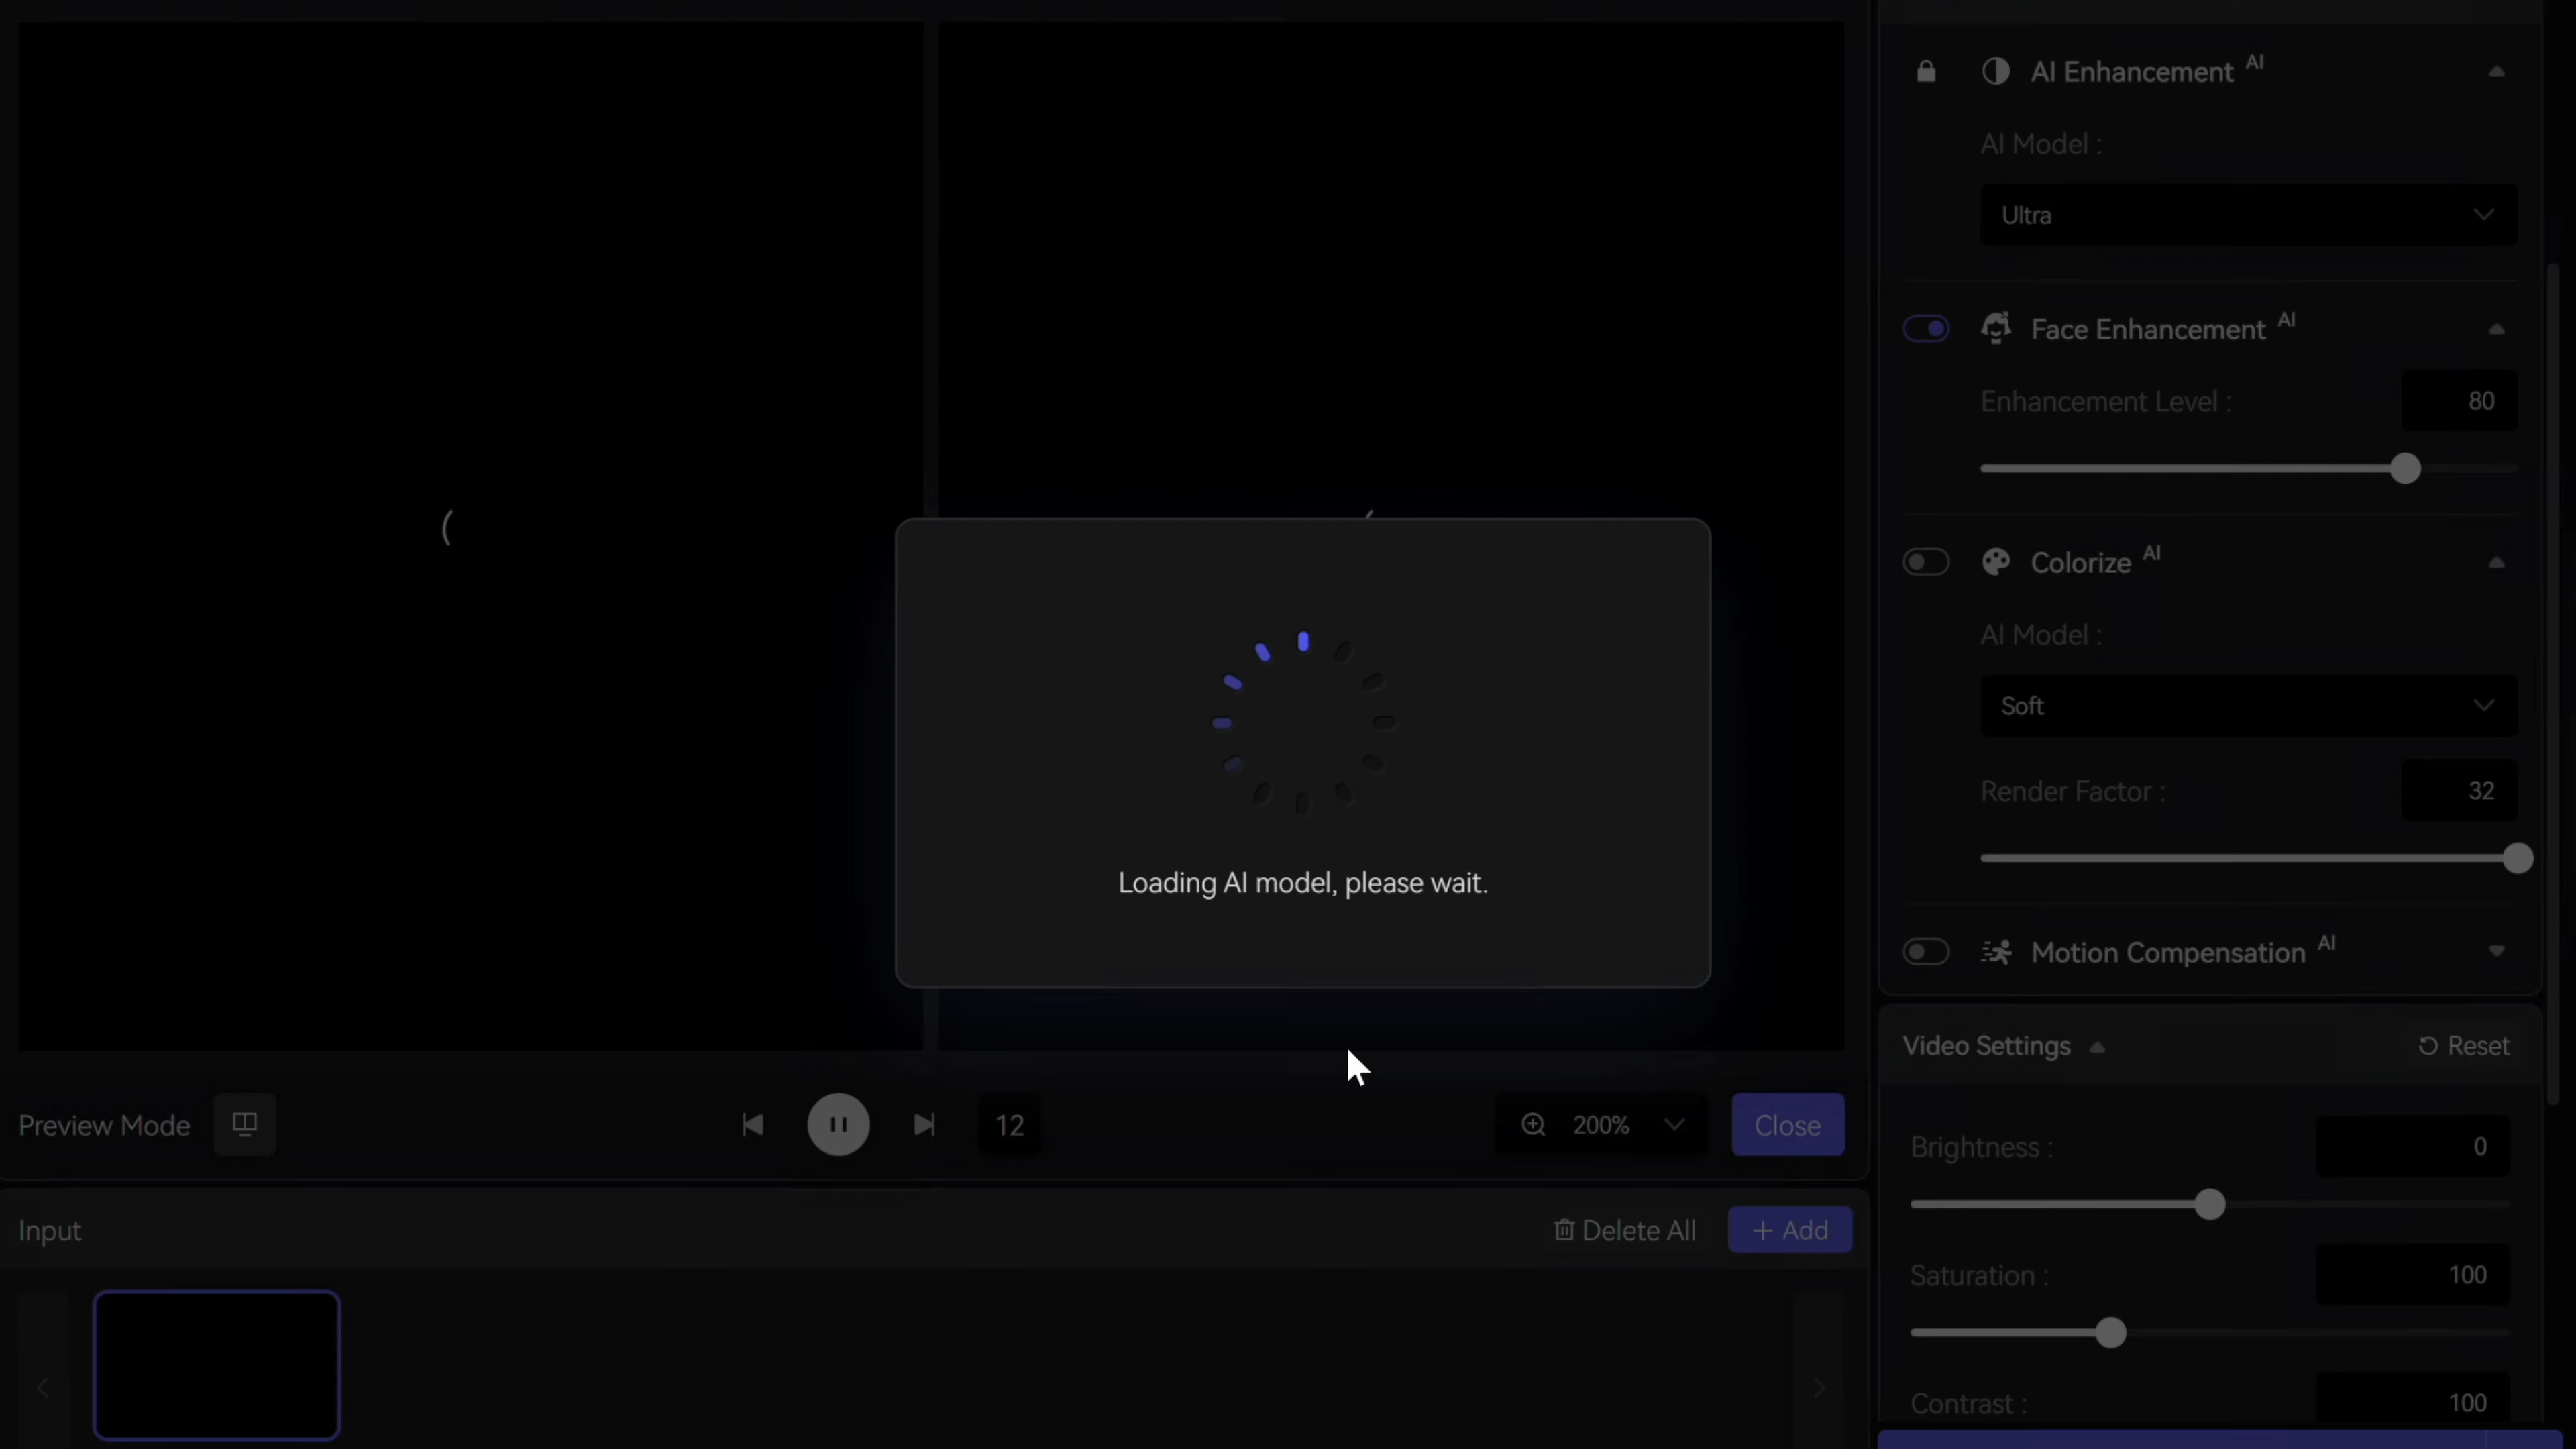 AI Enhancement AI
AI Model :
Ultra
Face Enhancement AI
Enhancement Level : 80
Colorize AI
AI Model :
Soft
Render Factor : 32
Motion Compensation AI
Loading AI model, please wait.
Video Settings Reset
Brightness : 0
Saturation : 100
Contrast : 100
Preview Mode 12 200% Close
Input Delete All + Add